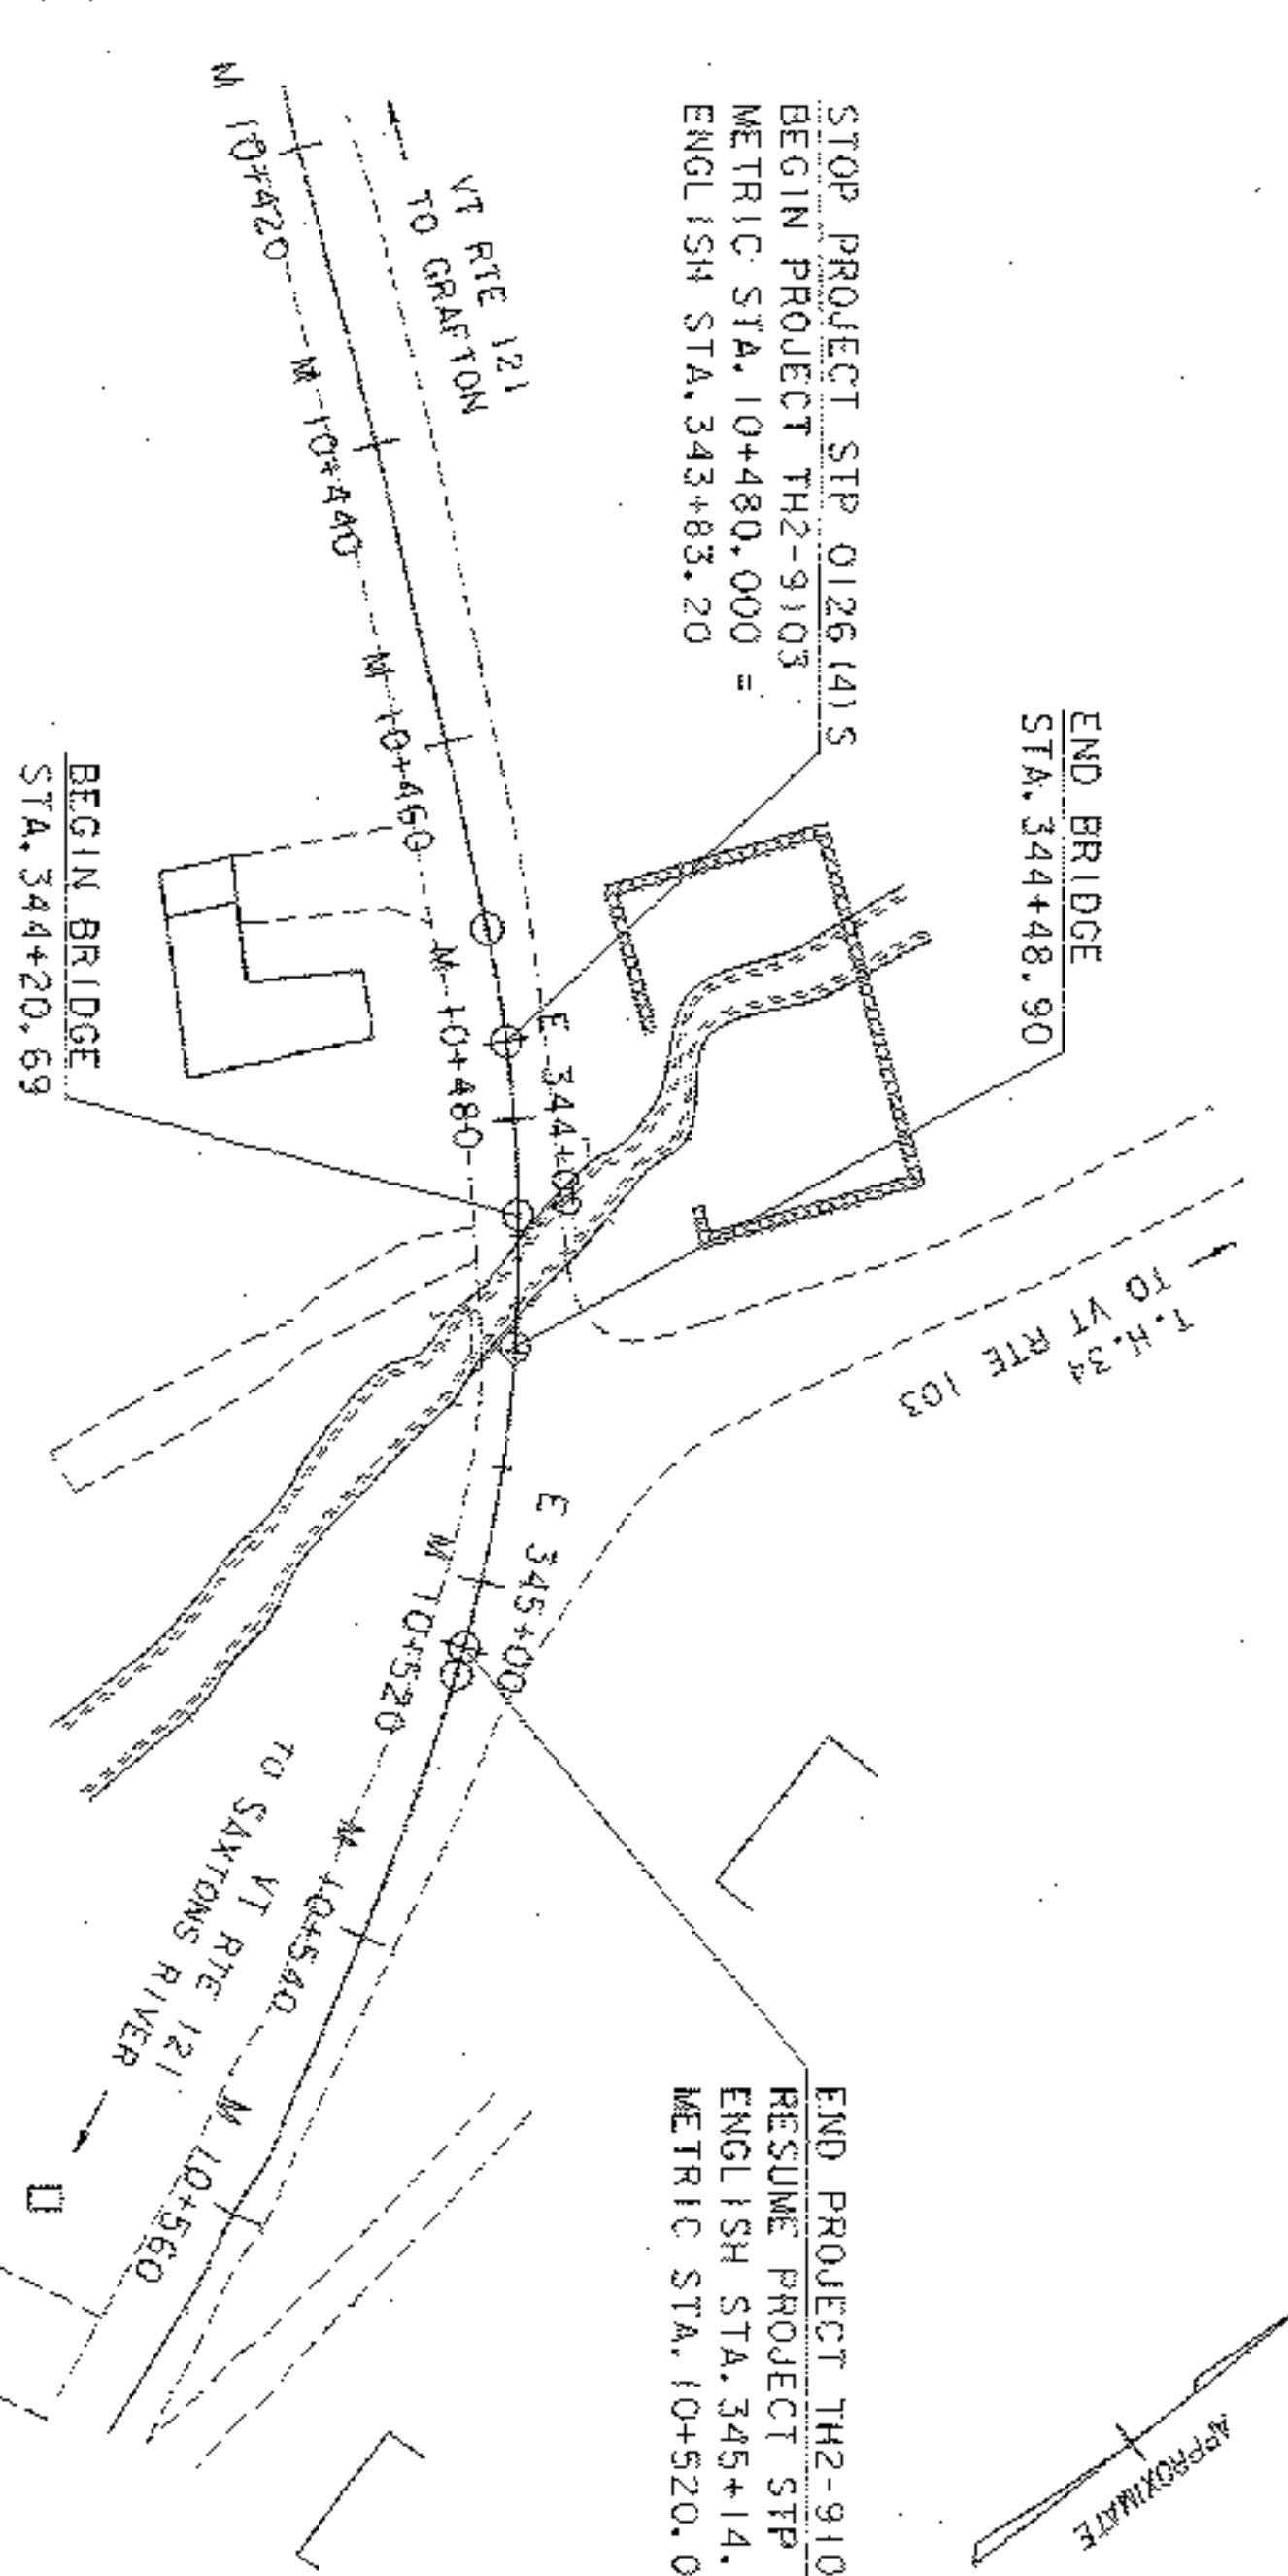 STOP PROJECT STP 0126(4)S
BEGIN PROJECT TH2-9103
METRIC STA. 10+480.000 =
ENGLISH STA. 343+83.20
END BRIDGE
STA. 344+48.90
VT RTE 121
TO GRAFTON
M 10+420
M 10+440
M 10+460
M 10+480
E 344+00
BEGIN BRIDGE
STA. 344+20.69
T.H.34
TO VT RTE 103
E 345+00
M 10+520
M 10+540
M 10+560
VT RTE 121
TO SAXTONS RIVER
END PROJECT TH2-910
RESUME PROJECT STP
ENGLISH STA. 345+14.
METRIC STA. 10+520.0
APPROXIMATE